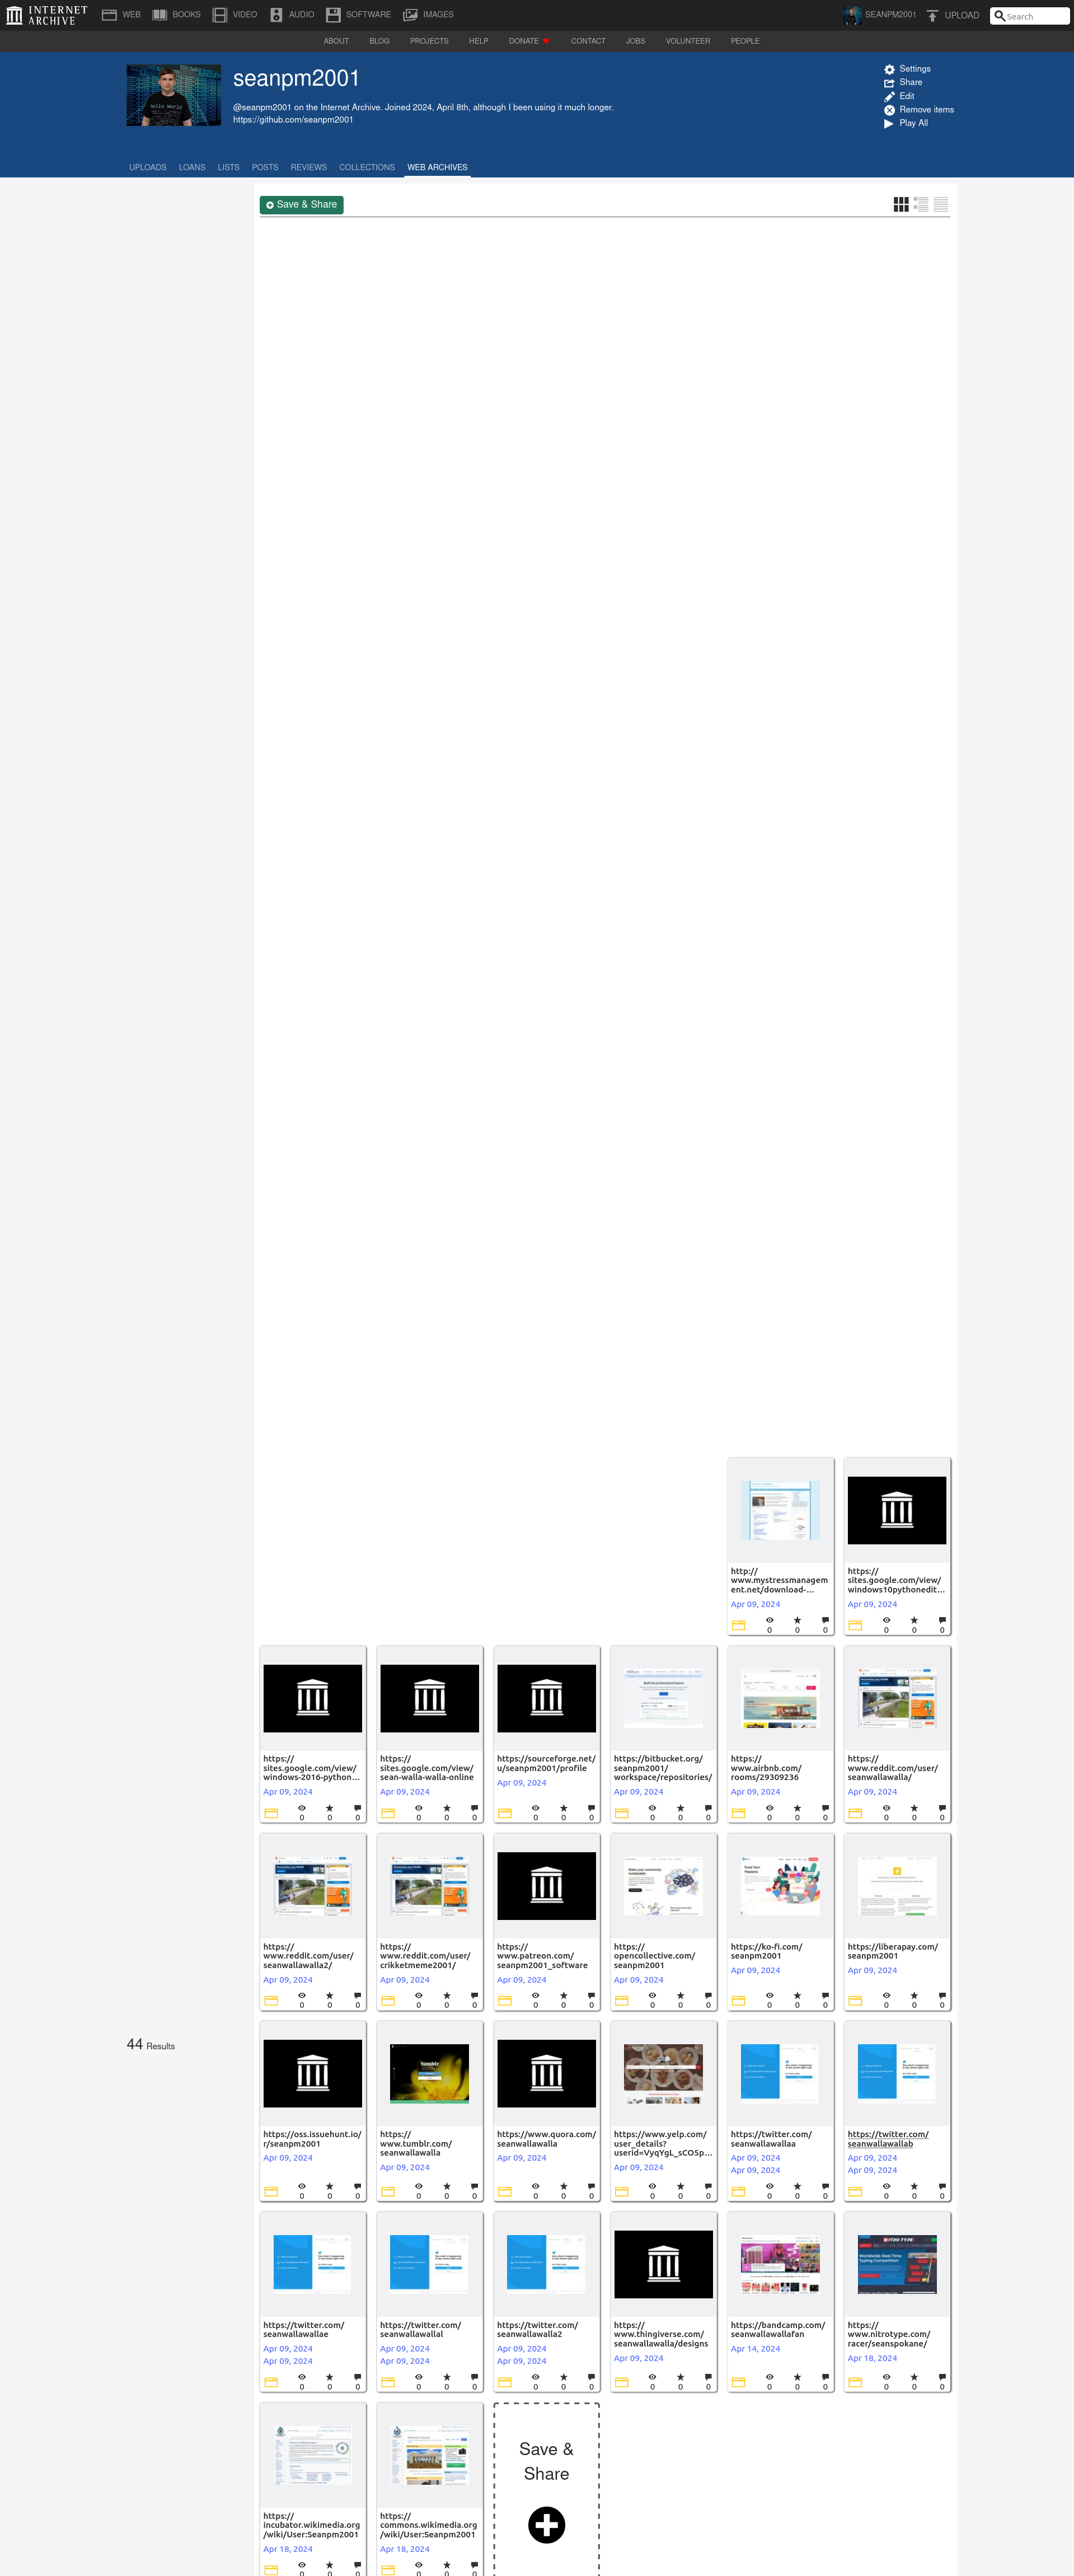 INTERNET
ARCHIVE
WEB
BOOKS
VIDEO
AUDIO
SOFTWARE
IMAGES
SEANPM2001
UPLOAD
Search
ABOUT
BLOG
PROJECTS
HELP
DONATE
CONTACT
JOBS
VOLUNTEER
PEOPLE
Hello World
seanpm2001
@seanpm2001 on the Internet Archive. Joined 2024, April 8th, although I been using it much longer.
https://github.com/seanpm2001
Settings
Share
Edit
Remove items
Play All
UPLOADS
LOANS
LISTS
POSTS
REVIEWS
COLLECTIONS
WEB ARCHIVES
Save & Share
44 Results
http://
www.mystressmanagem
ent.net/download-...
Apr 09, 2024
0 0 0
https://
sites.google.com/view/
windows10pythonedit...
Apr 09, 2024
0 0 0
https://
sites.google.com/view/
windows-2016-python...
Apr 09, 2024
0 0 0
https://
sites.google.com/view/
sean-walla-walla-online
Apr 09, 2024
0 0 0
https://sourceforge.net/
u/seanpm2001/profile
Apr 09, 2024
0 0 0
https://bitbucket.org/
seanpm2001/
workspace/repositories/
Apr 09, 2024
0 0 0
https://
www.airbnb.com/
rooms/29309236
Apr 09, 2024
0 0 0
https://
www.reddit.com/user/
seanwallawalla/
Apr 09, 2024
0 0 0
https://
www.reddit.com/user/
seanwallawalla2/
Apr 09, 2024
0 0 0
https://
www.reddit.com/user/
crikketmeme2001/
Apr 09, 2024
0 0 0
https://
www.patreon.com/
seanpm2001_software
Apr 09, 2024
0 0 0
https://
opencollective.com/
seanpm2001
Apr 09, 2024
0 0 0
https://ko-fi.com/
seanpm2001
Apr 09, 2024
0 0 0
https://liberapay.com/
seanpm2001
Apr 09, 2024
0 0 0
https://oss.issuehunt.io/
r/seanpm2001
Apr 09, 2024
0 0 0
https://
www.tumblr.com/
seanwallawalla
Apr 09, 2024
0 0 0
https://www.quora.com/
seanwallawalla
Apr 09, 2024
0 0 0
https://www.yelp.com/
user_details?
userid=VyqYgL_sCO5p...
Apr 09, 2024
0 0 0
https://twitter.com/
seanwallawallaa
Apr 09, 2024
Apr 09, 2024
0 0 0
https://twitter.com/
seanwallawallab
Apr 09, 2024
Apr 09, 2024
0 0 0
https://twitter.com/
seanwallawallae
Apr 09, 2024
Apr 09, 2024
0 0 0
https://twitter.com/
seanwallawallal
Apr 09, 2024
Apr 09, 2024
0 0 0
https://twitter.com/
seanwallawalla2
Apr 09, 2024
Apr 09, 2024
0 0 0
https://
www.thingiverse.com/
seanwallawalla/designs
Apr 09, 2024
0 0 0
https://bandcamp.com/
seanwallawallafan
Apr 14, 2024
0 0 0
NITRO TYPE
https://
www.nitrotype.com/
racer/seanspokane/
Apr 18, 2024
0 0 0
https://
incubator.wikimedia.org
/wiki/User:Seanpm2001
Apr 18, 2024
0 0 0
https://
commons.wikimedia.org
/wiki/User:Seanpm2001
Apr 18, 2024
0 0 0
Save &
Share